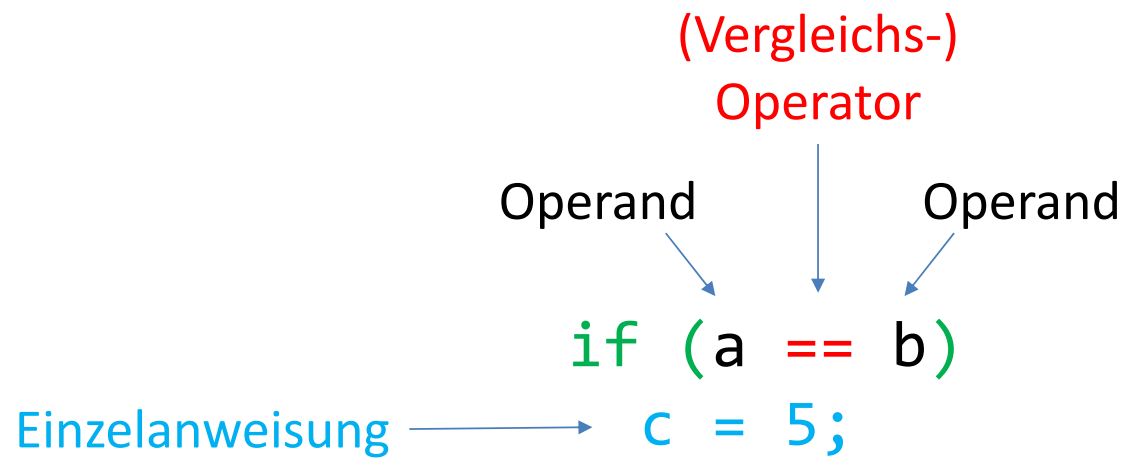 (Vergleichs-)
Operator
Operand Operand
if (a == b)
Einzelanweisung c = 5;